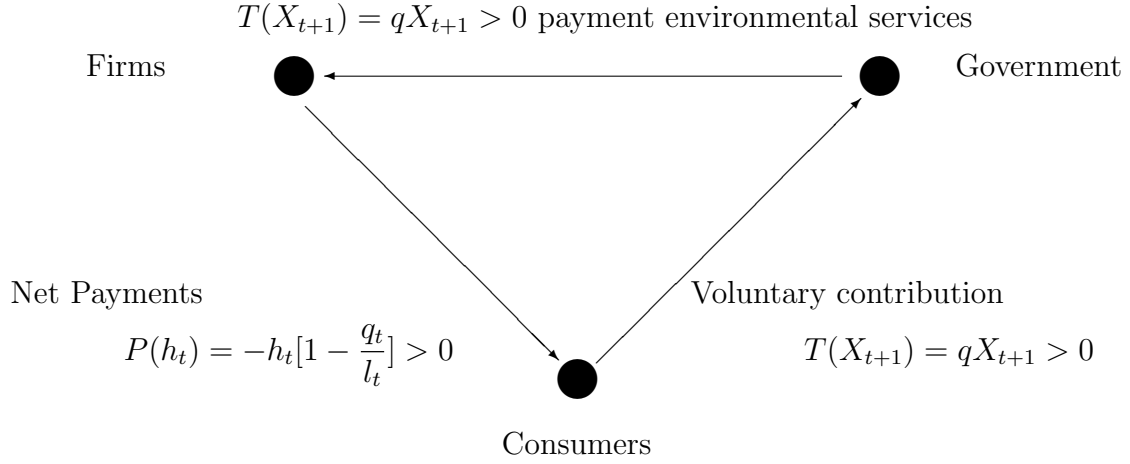 T(X_{t+1}) = qX_{t+1} > 0 payment environmental services
Firms
Government
Net Payments
Voluntary contribution
P(h_t) = −h_t[1 − \frac{q_t}{l_t}] > 0
T(X_{t+1}) = qX_{t+1} > 0
Consumers